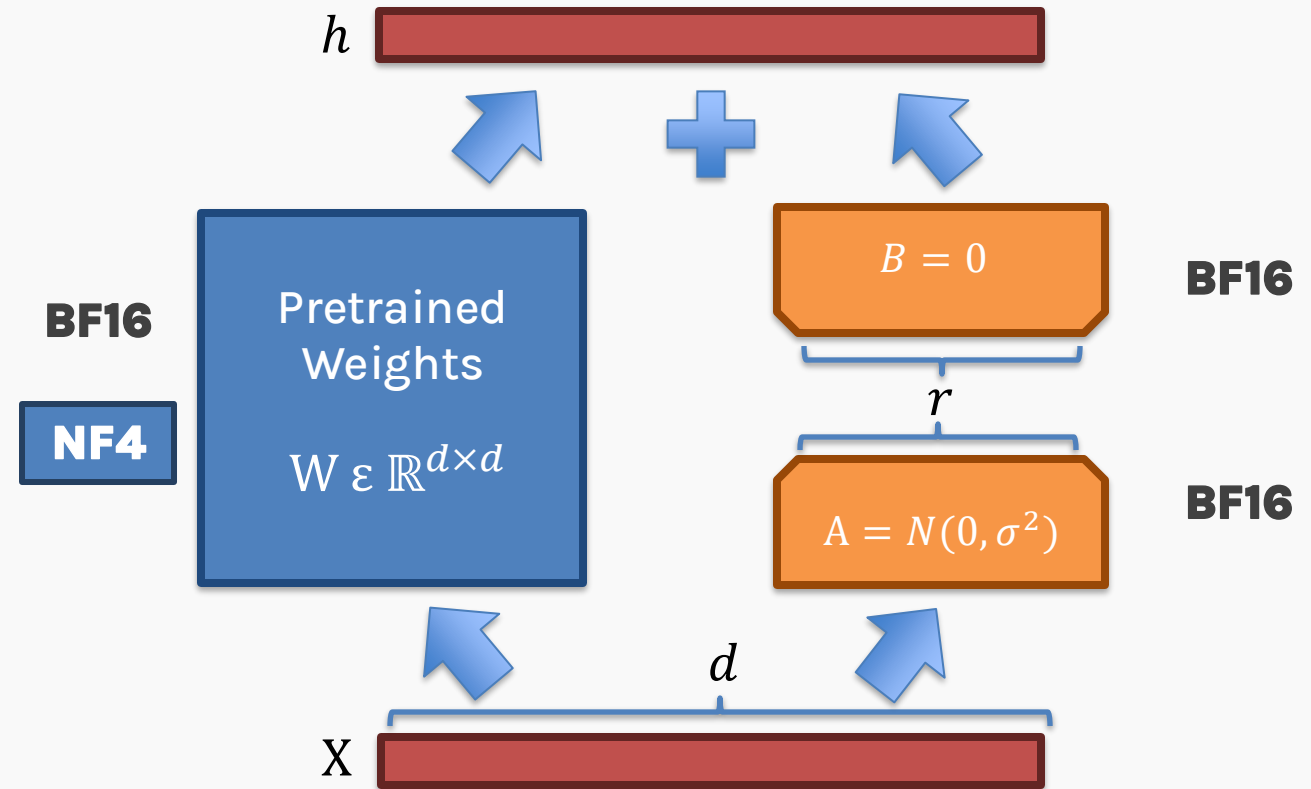 h
B = 0
BF16
Pretrained
Weights
BF16
r
NF4
W ε ℝ^{d×d}
BF16
A = N(0, σ²)
d
X